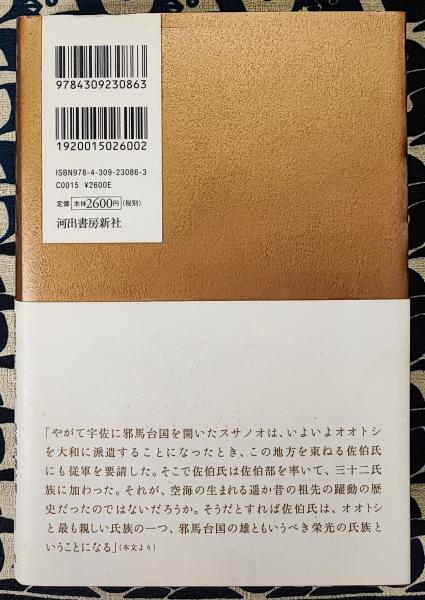 9784309230863
1920015026002
ISBN978-4-309-23086-3
C0015 ¥2600E
定価 本体2600円(税別)
河出書房新社
「やがて宇佐に邪馬台国を開いたスサノオは、いよいよオオトシ
を大和に派遣することになったとき、この地方を束ねる佐伯氏
にも従軍を要請した。そこで佐伯氏は佐伯部を率いて、三十二氏
族に加わった。それが、空海の生まれる遥か昔の祖先の躍動の歴
史だったのではないだろうか。そうだとすれば佐伯氏は、オオトシ
と最も親しい氏族の一つ、邪馬台国の雄ともいうべき栄光の氏族と
いうことになる」(本文より)